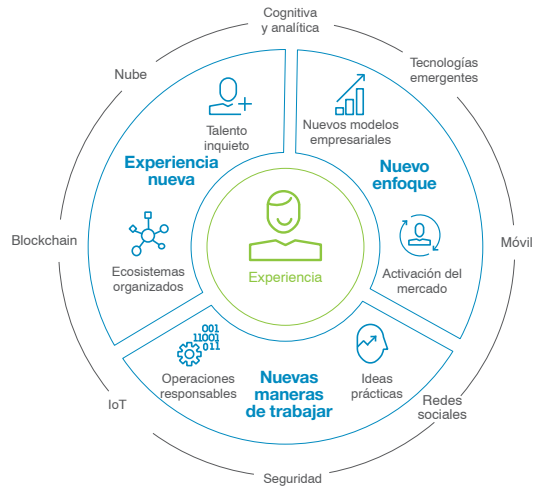 Cognitiva
y analítica
Tecnologías
emergentes
Nube
Talento
inquieto
Nuevos modelos
empresariales
Experiencia
nueva
Nuevo
enfoque
Blockchain
Móvil
Ecosistemas
organizados
Experiencia
Activación del
mercado
001
11001
011
Operaciones
responsables
Nuevas
maneras
de trabajar
Ideas
prácticas
IoT
Redes
sociales
Seguridad